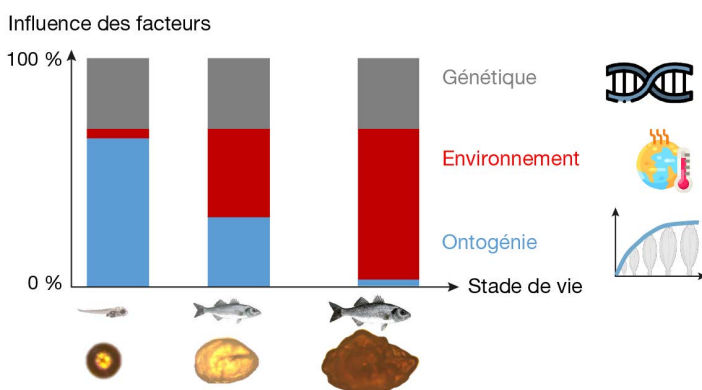 Influence des facteurs
100 %
Génétique
Environnement
Ontogénie
0 %
Stade de vie